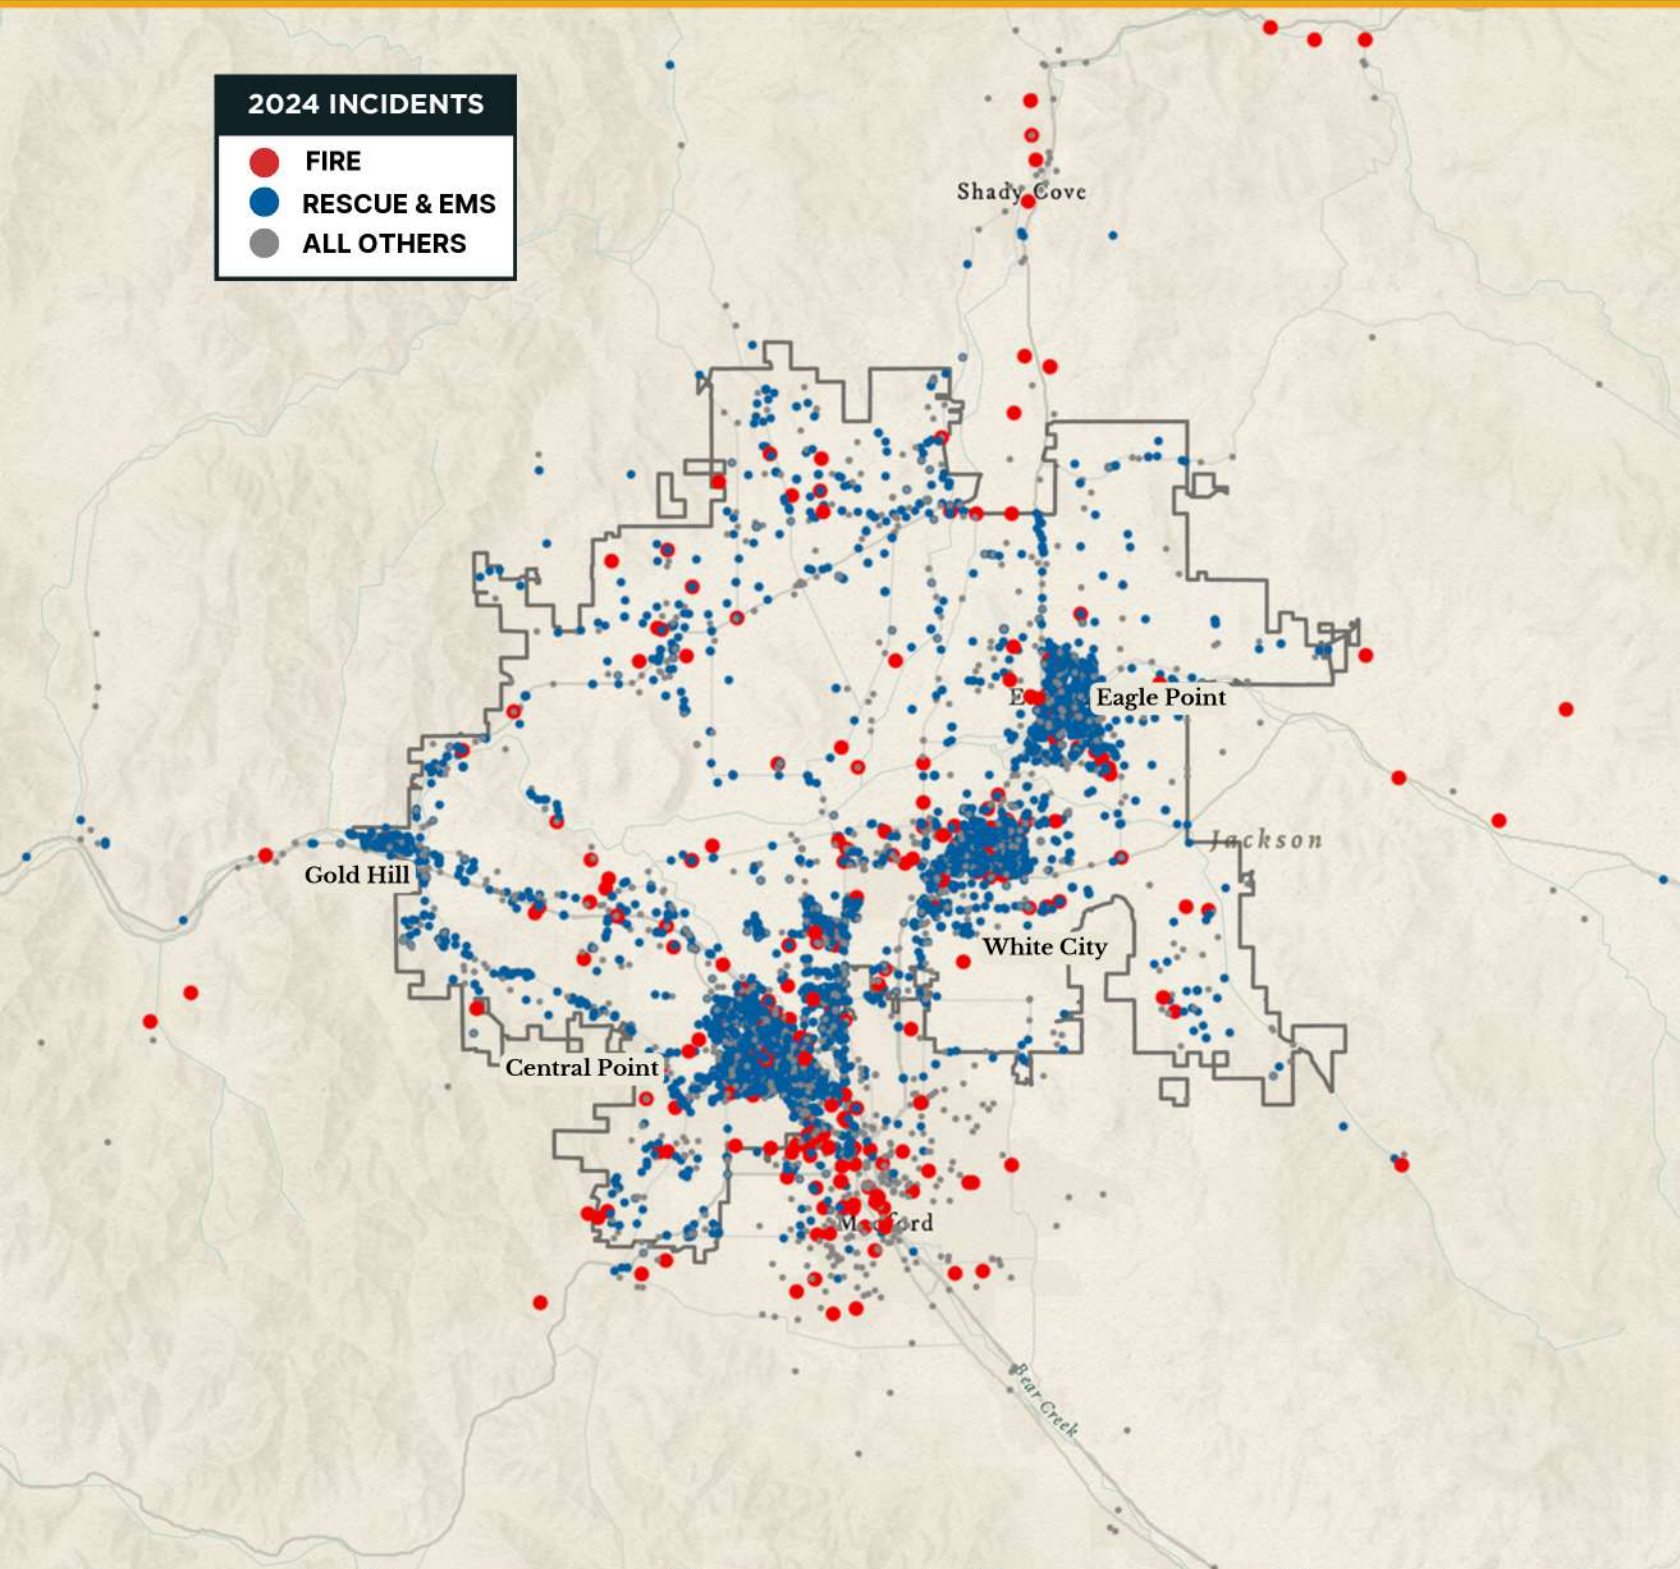 2024 INCIDENTS
FIRE
RESCUE & EMS
ALL OTHERS
Shady Cove
Eagle Point
Jackson
Gold Hill
White City
Central Point
Bear Creek